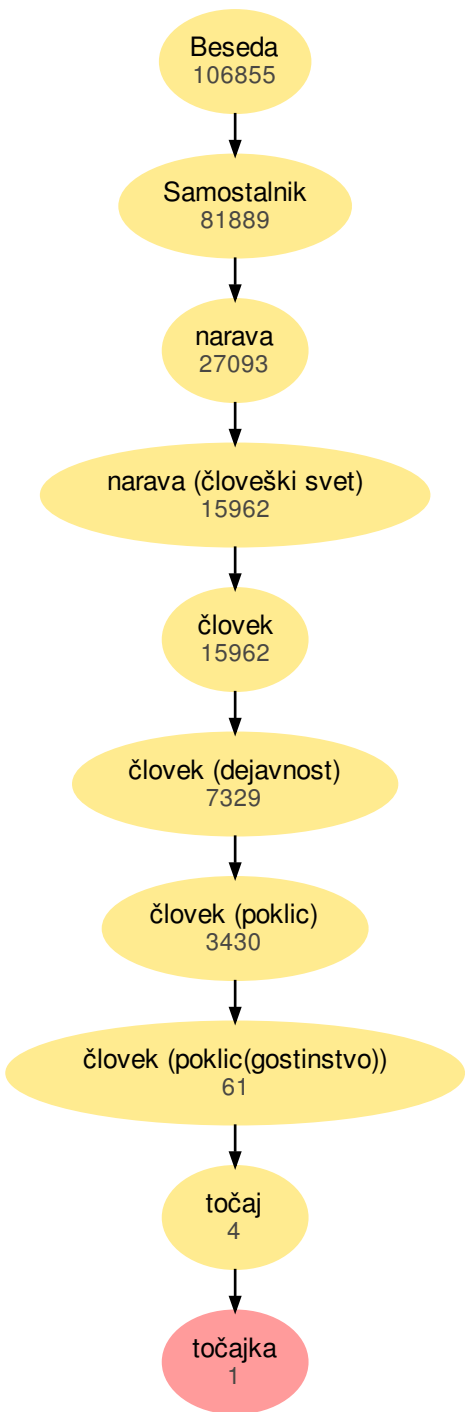 Beseda
106855
Samostalnik
81889
narava
27093
narava (človeški svet)
15962
človek
15962
človek (dejavnost)
7329
človek (poklic)
3430
človek (poklic(gostinstvo))
61
točaj
4
točajka
1